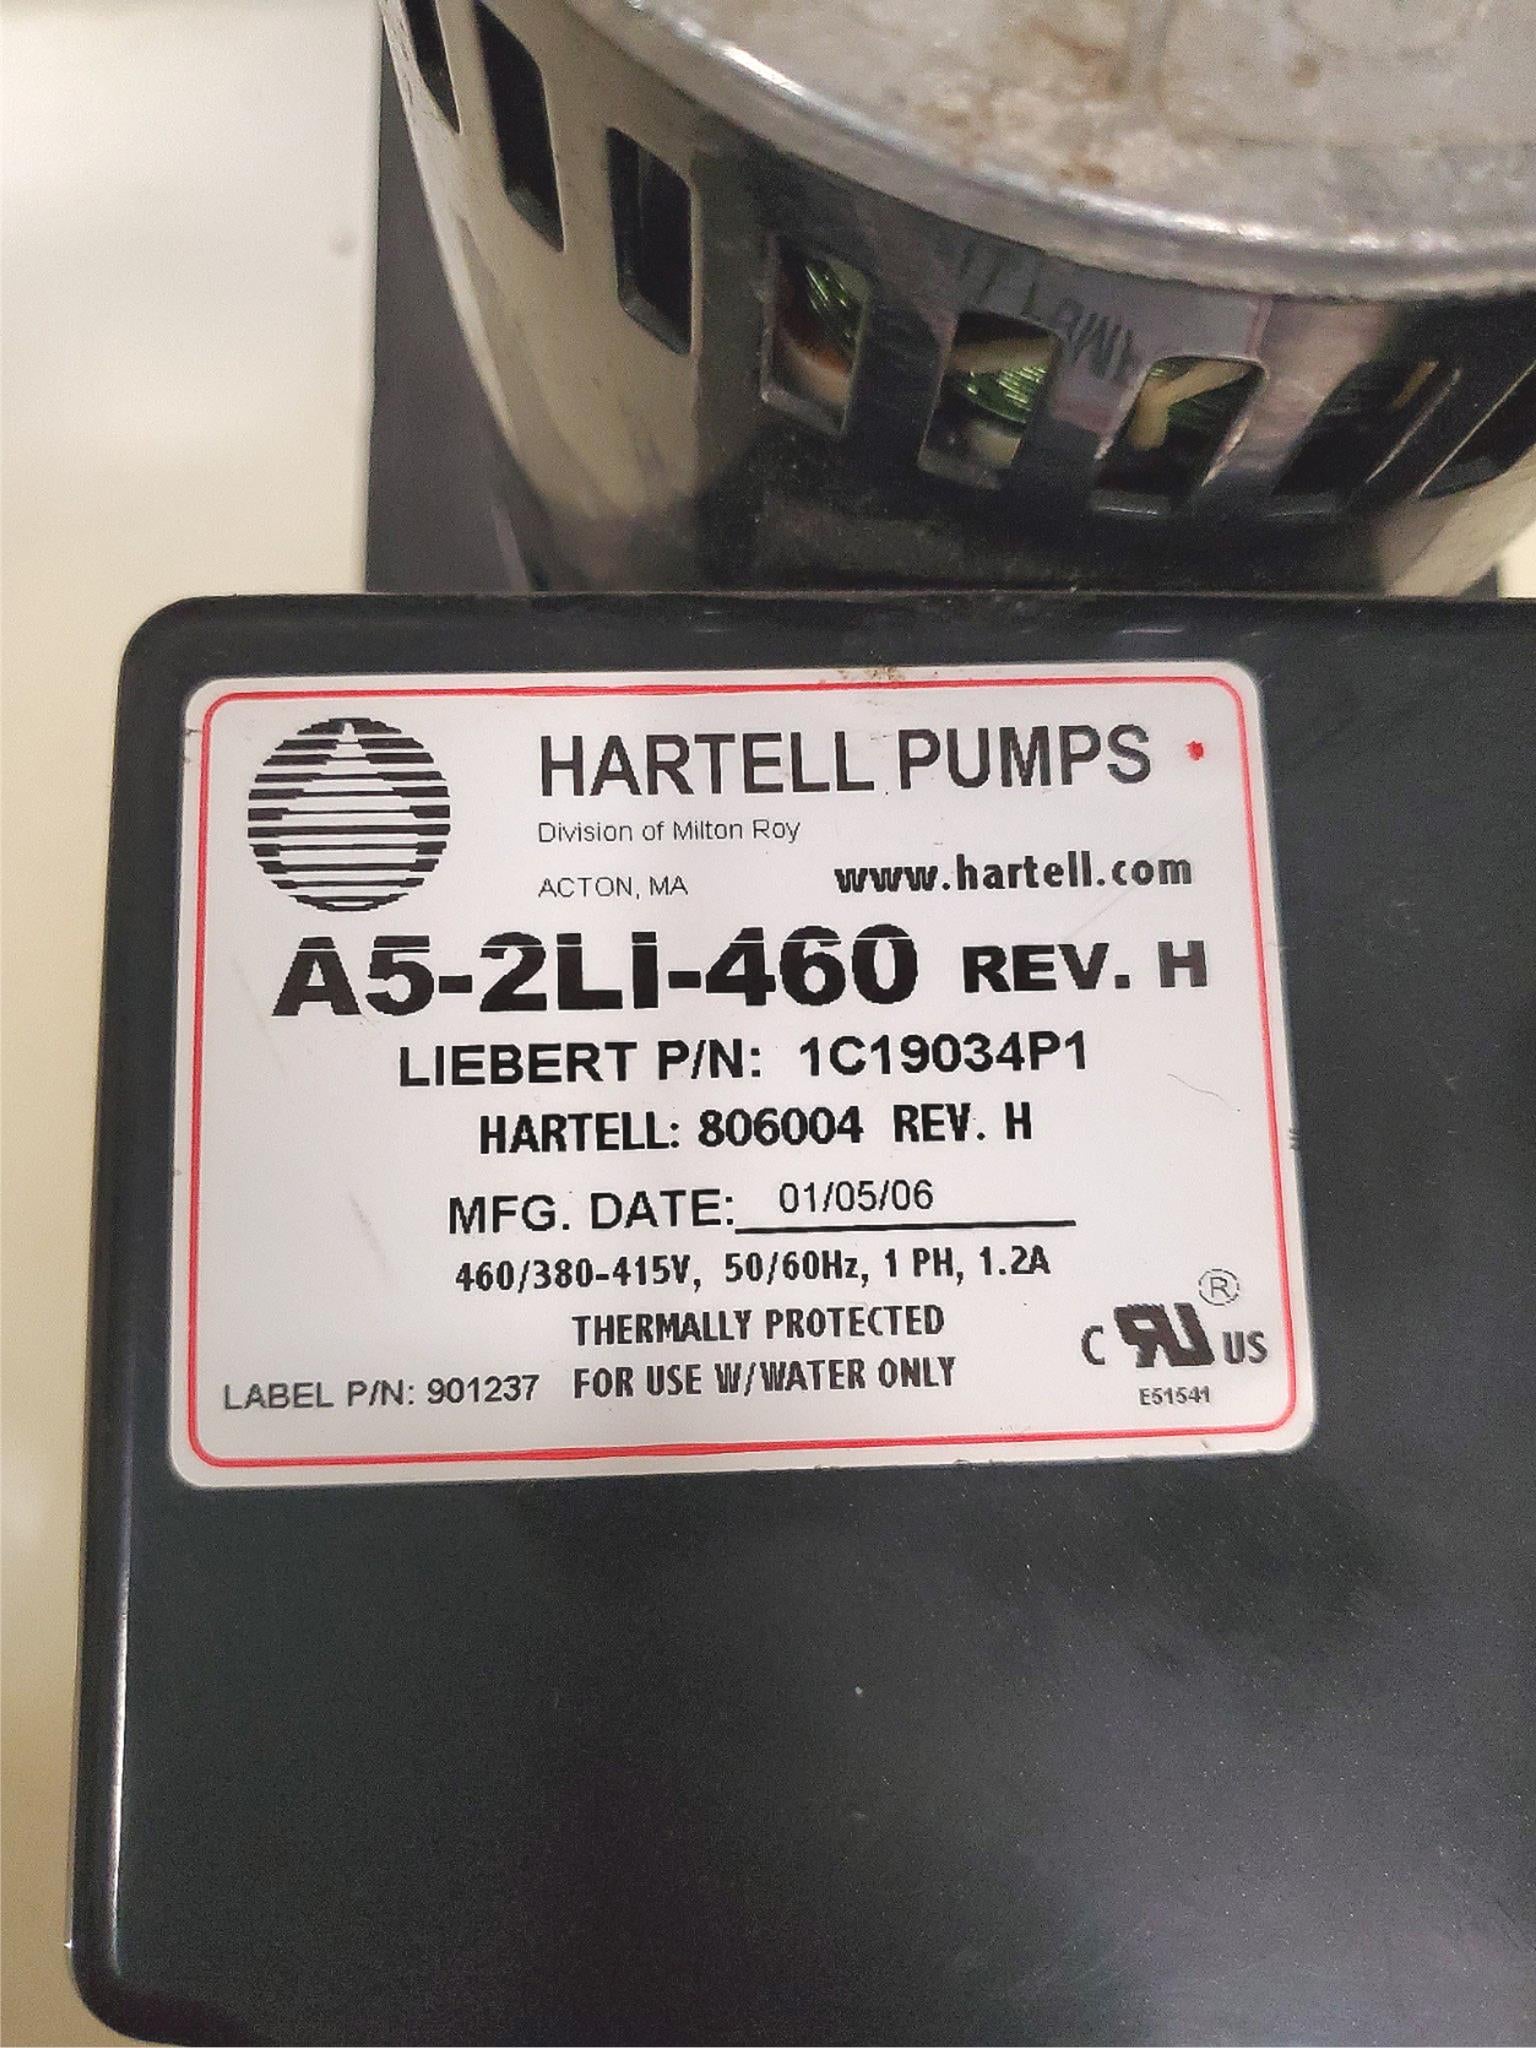 HARTELL PUMPS
Division of Milton Roy
ACTON, MA
www.hartell.com
A5-2LI-460 REV. H
LIEBERT P/N: 1C19034P1
HARTELL: 806004 REV. H
MFG. DATE: 01/05/06
460/380-415V, 50/60Hz, 1 PH, 1.2A
THERMALLY PROTECTED
FOR USE W/WATER ONLY
LABEL P/N: 901237
C RU US ®
E51541